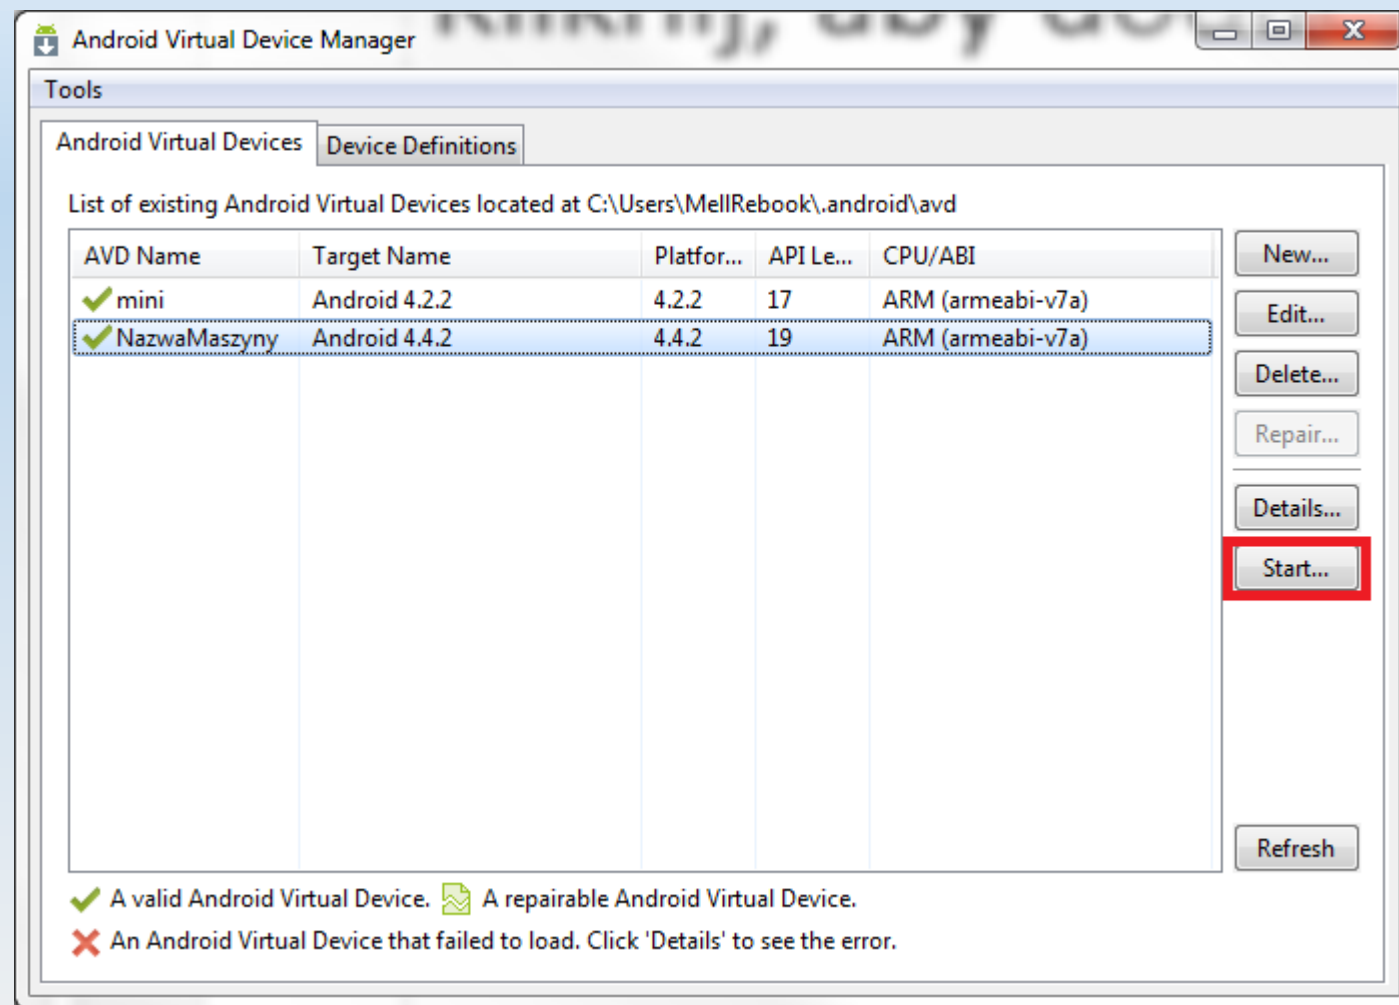 Kliknij, aby do
Android Virtual Device Manager
Tools
Android Virtual Devices
Device Definitions
List of existing Android Virtual Devices located at C:\Users\MellRebook\.android\avd
AVD Name Target Name Platfor... API Le... CPU/ABI
mini Android 4.2.2 4.2.2 17 ARM (armeabi-v7a)
NazwaMaszyny Android 4.4.2 4.4.2 19 ARM (armeabi-v7a)
New...
Edit...
Delete...
Repair...
Details...
Start...
Refresh
A valid Android Virtual Device. A repairable Android Virtual Device.
An Android Virtual Device that failed to load. Click 'Details' to see the error.